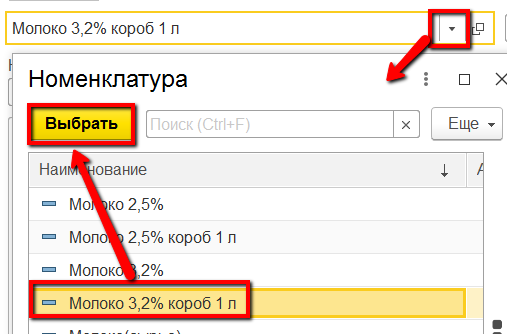 Молоко 3,2% короб 1 л
Номенклатура
Выбрать
Поиск (Ctrl+F)
Еще
Наименование
Молоко 2,5%
Молоко 2,5% короб 1 л
Молоко 3,2%
Молоко 3,2% короб 1 л